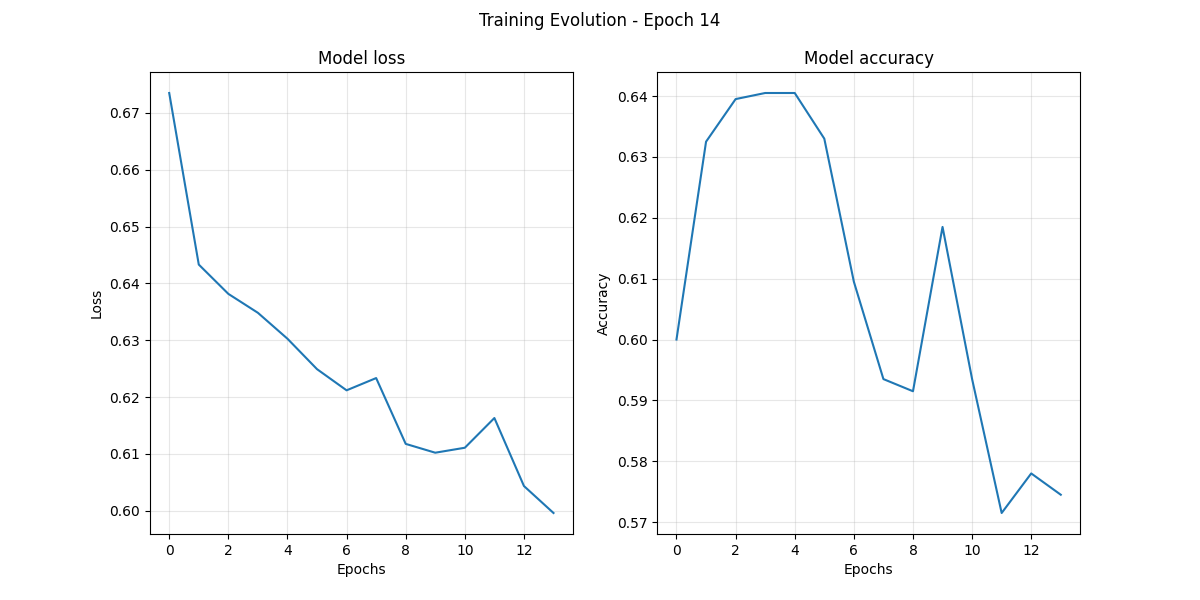 Training Evolution - Epoch 14
Model loss
Loss
0.67
0.66
0.65
0.64
0.63
0.62
0.61
0.60
0 2 4 6 8 10 12
Epochs
Model accuracy
Accuracy
0.64
0.63
0.62
0.61
0.60
0.59
0.58
0.57
0 2 4 6 8 10 12
Epochs